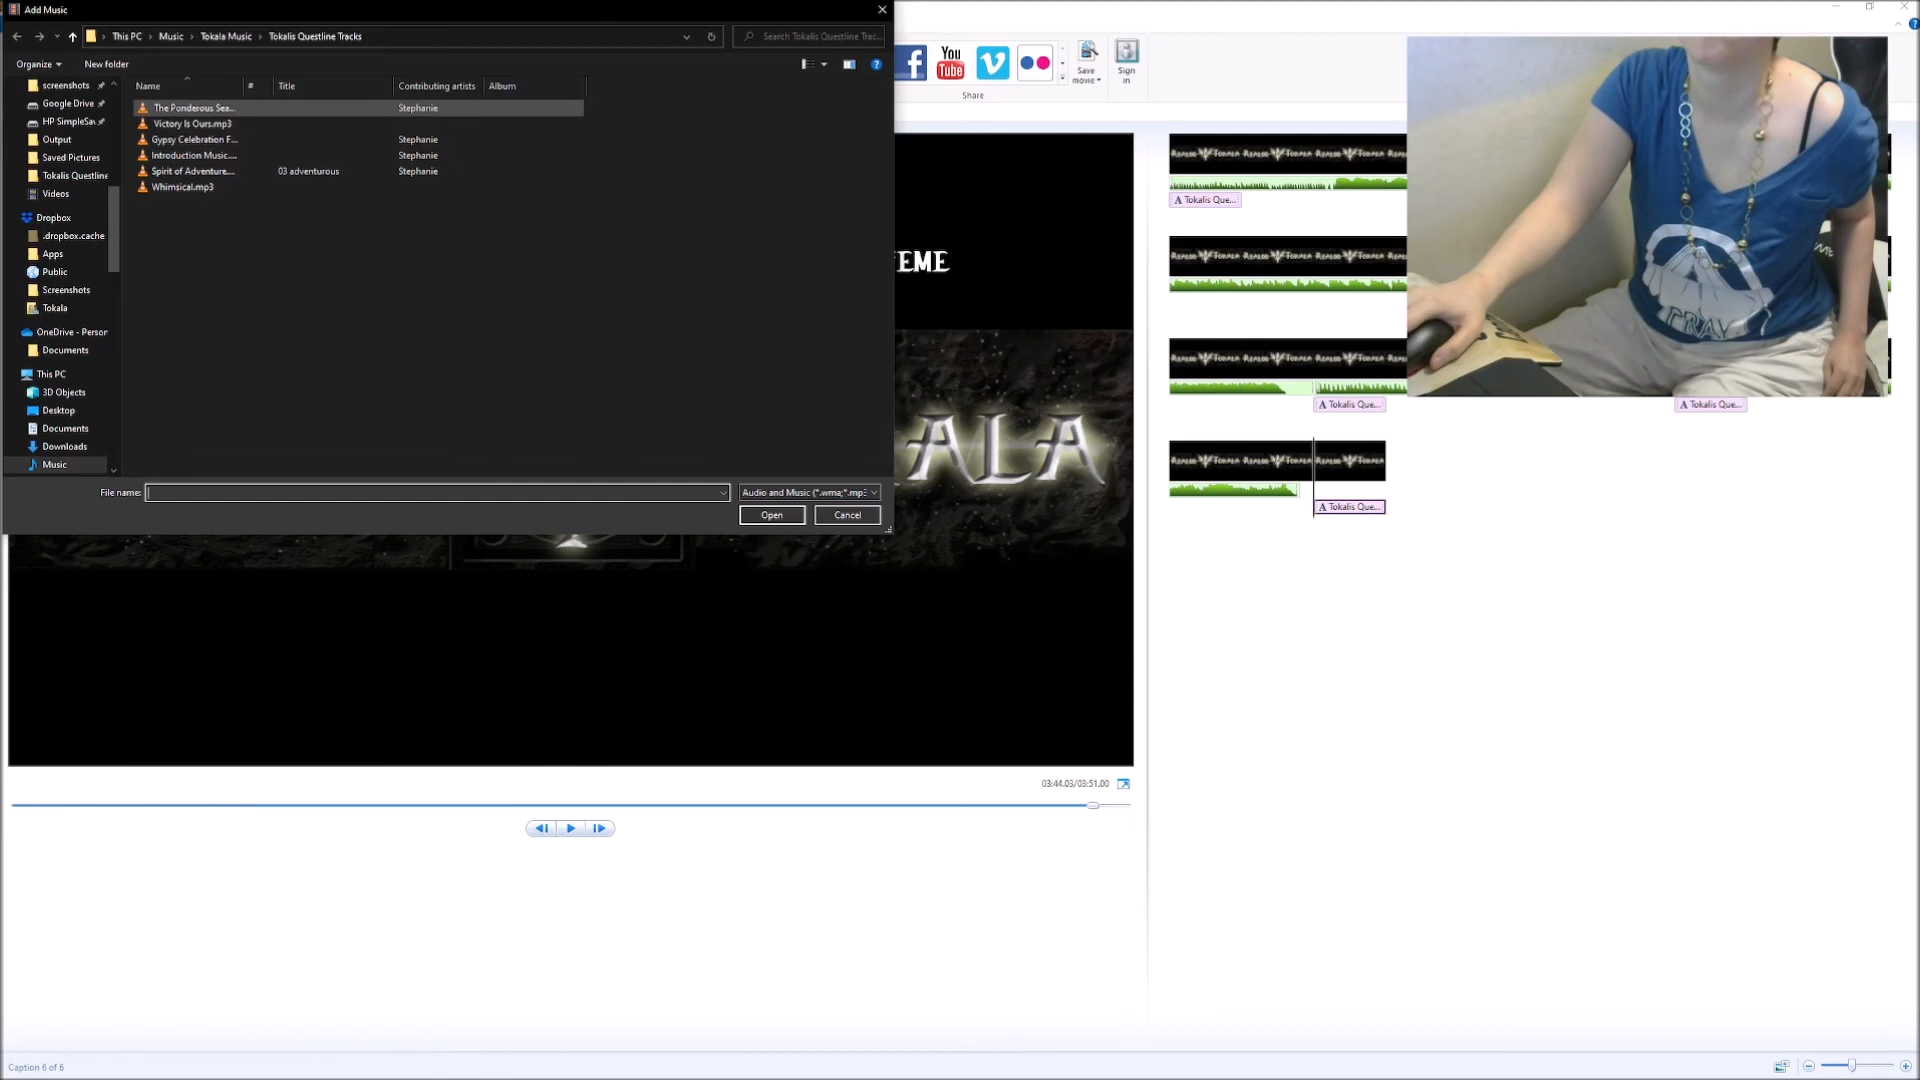 Add Music
This PC > Music > Tokala Music > Tokalis Questline Tracks
Search Tokalis Questline Trac...
Organize
New folder
Save movie
Sign in
Share
You Tube
Name
#
Title
Contributing artists
Album
The Ponderous Sea...
Stephanie
Victory Is Ours.mp3
Gypsy Celebration F...
Stephanie
Introduction Music....
Stephanie
Spirit of Adventure....
03 adventurous
Stephanie
Whimsical.mp3
screenshots
Google Drive
HP SimpleSav
Output
Saved Pictures
Tokalis Questline
Videos
Dropbox
.dropbox.cache
Apps
Public
Screenshots
Tokala
OneDrive - Person
Documents
This PC
3D Objects
Desktop
Documents
Downloads
Music
File name:
Audio and Music (*.wma;*.mp3
Open
Cancel
EME
ALA
A Tokalis Que...
A Tokalis Que...
A Tokalis Que...
A Tokalis Que...
PRAY
03:44.03/03:51.00
Caption 6 of 6